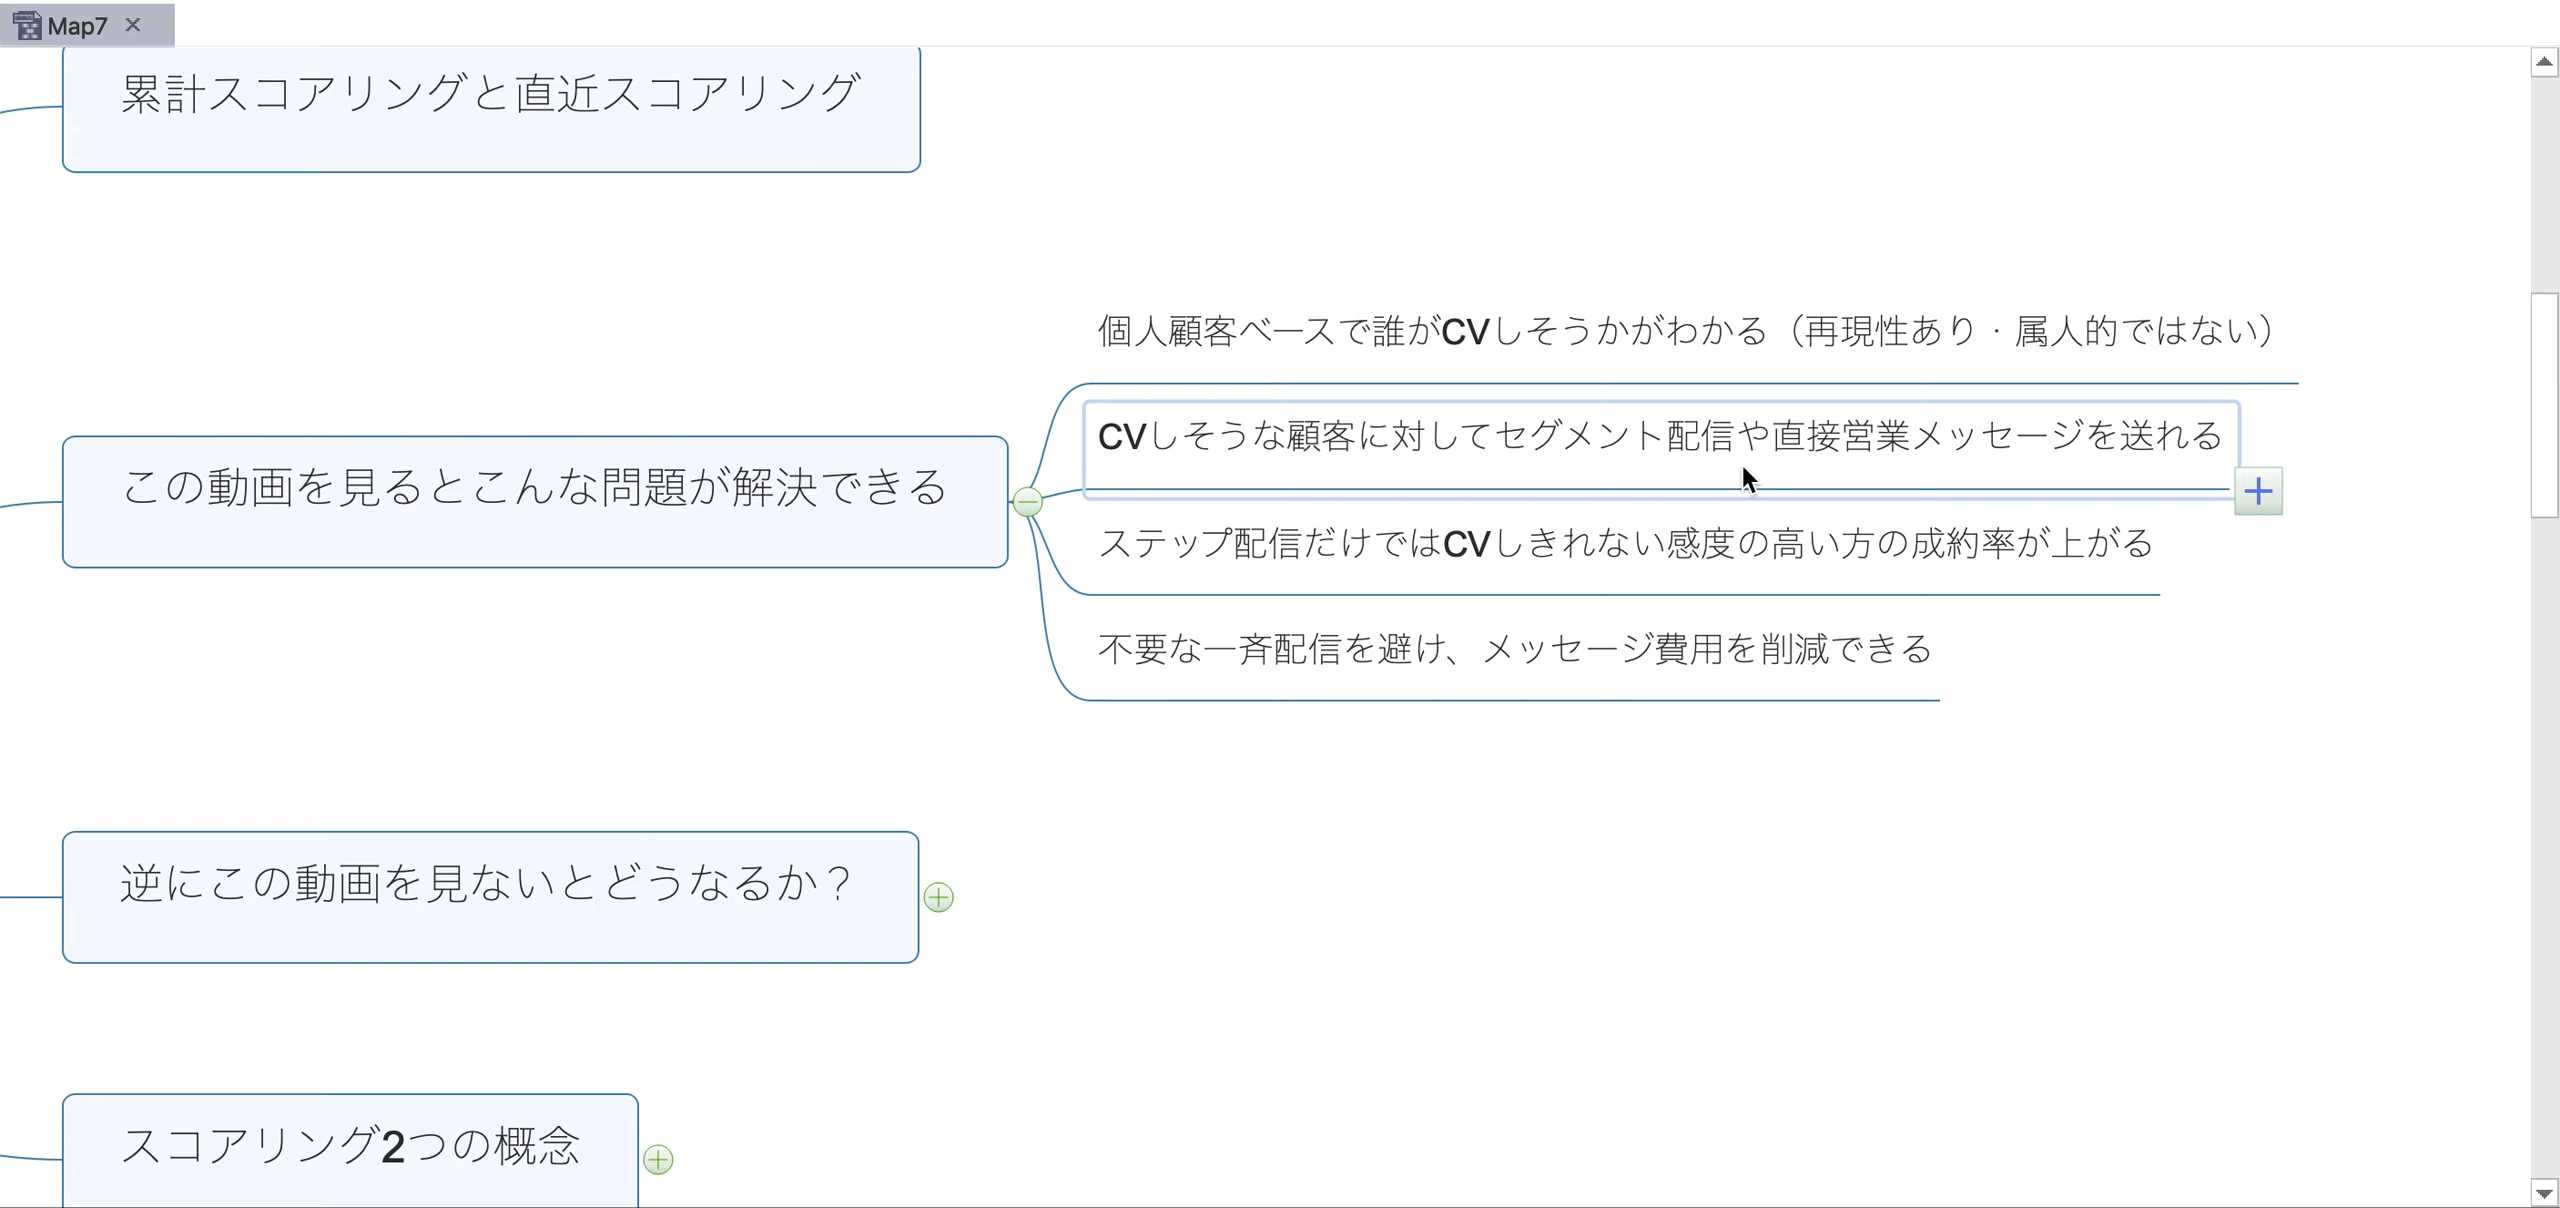 Map7
累計スコアリングと直近スコアリング
この動画を見るとこんな問題が解決できる
個人顧客ベースで誰がCVしそうかがわかる（再現性あり・属人的ではない）
CVしそうな顧客に対してセグメント配信や直接営業メッセージを送れる
ステップ配信だけではCVしきれない感度の高い方の成約率が上がる
不要な一斉配信を避け、メッセージ費用を削減できる
逆にこの動画を見ないとどうなるか？
スコアリング2つの概念